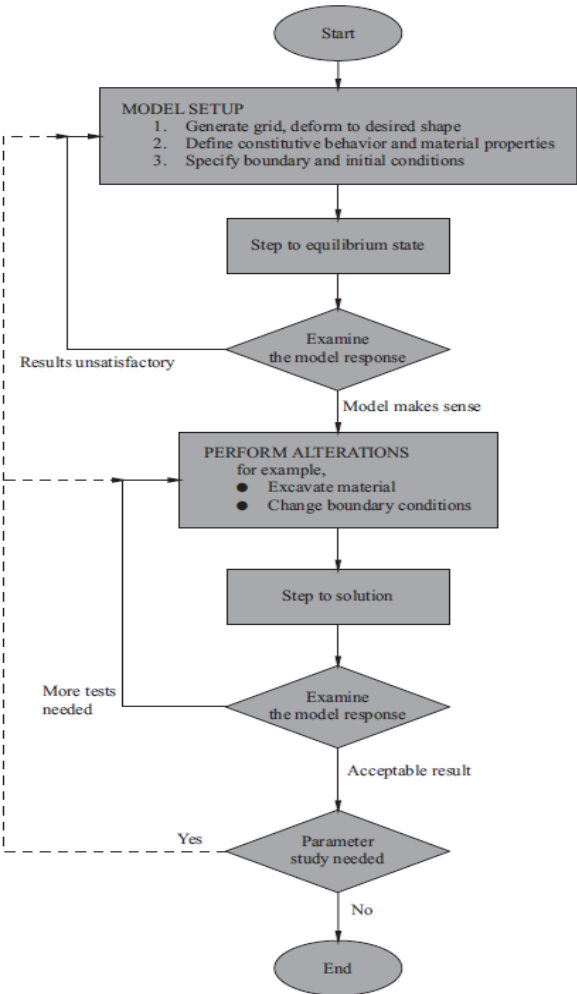 Start
MODEL SETUP
1. Generate grid, deform to desired shape
2. Define constitutive behavior and material properties
3. Specify boundary and initial conditions
Step to equilibrium state
Examine
the model response
Results unsatisfactory
Model makes sense
PERFORM ALTERATIONS
for example,
● Excavate material
● Change boundary conditions
Step to solution
More tests
needed
Examine
the model response
Acceptable result
Yes
Parameter
study needed
No
End